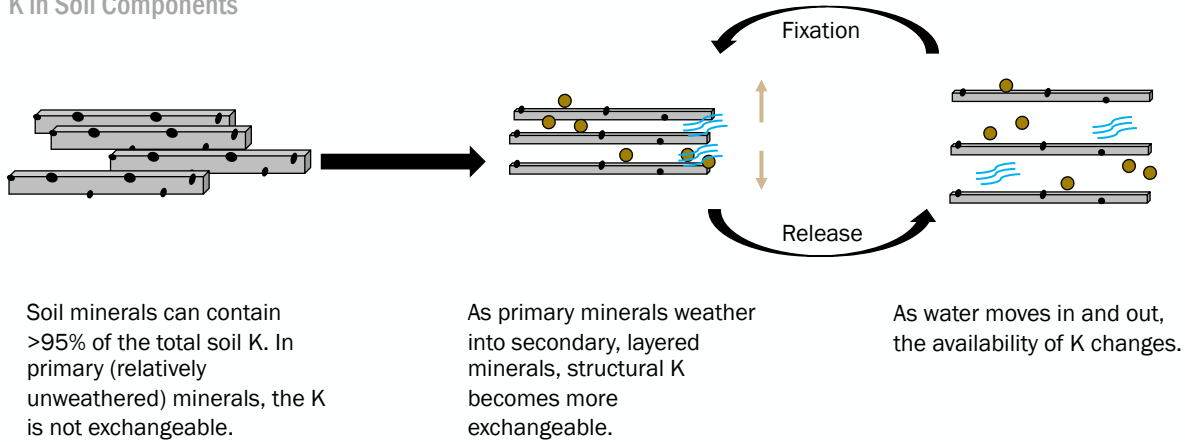 K in Soil Components
Fixation
Release
Soil minerals can contain
>95% of the total soil K. In
primary (relatively
unweathered) minerals, the K
is not exchangeable.
As primary minerals weather
into secondary, layered
minerals, structural K
becomes more
exchangeable.
As water moves in and out,
the availability of K changes.